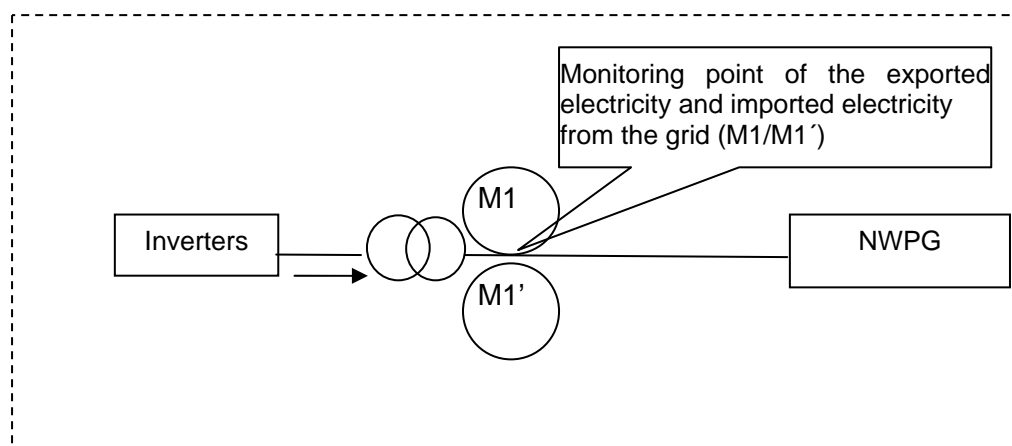 Monitoring point of the exported
electricity and imported electricity
from the grid (M1/M1´)
M1
Inverters
NWPG
M1’